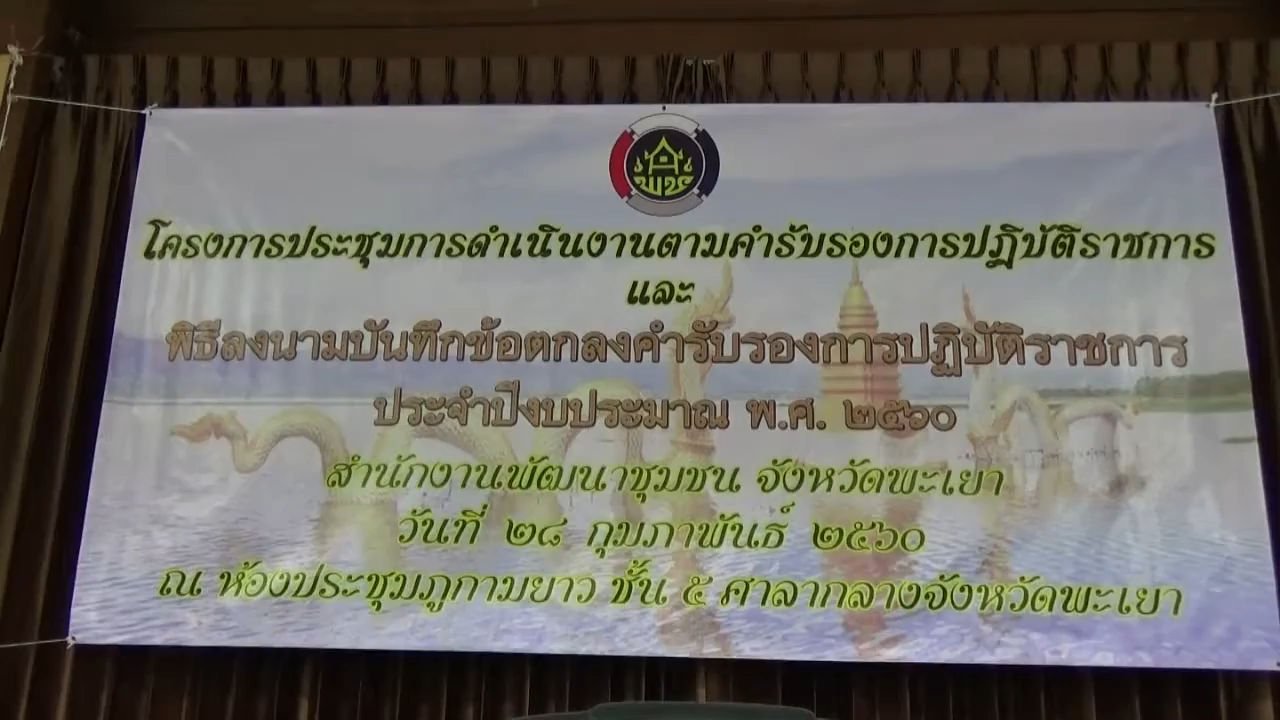 พช
โครงการประชุมการดำเนินงานตามคำรับรองการปฏิบัติราชการ
และ
พิธีลงนามบันทึกข้อตกลงคำรับรองการปฏิบัติราชการ
ประจำปีงบประมาณ พ.ศ. ๒๕๖๐
สำนักงานพัฒนาชุมชน จังหวัดพะเยา
วันที่ ๒๘ กุมภาพันธ์ ๒๕๖๐
ณ ห้องประชุมภูกามยาว ชั้น ๕ ศาลากลางจังหวัดพะเยา